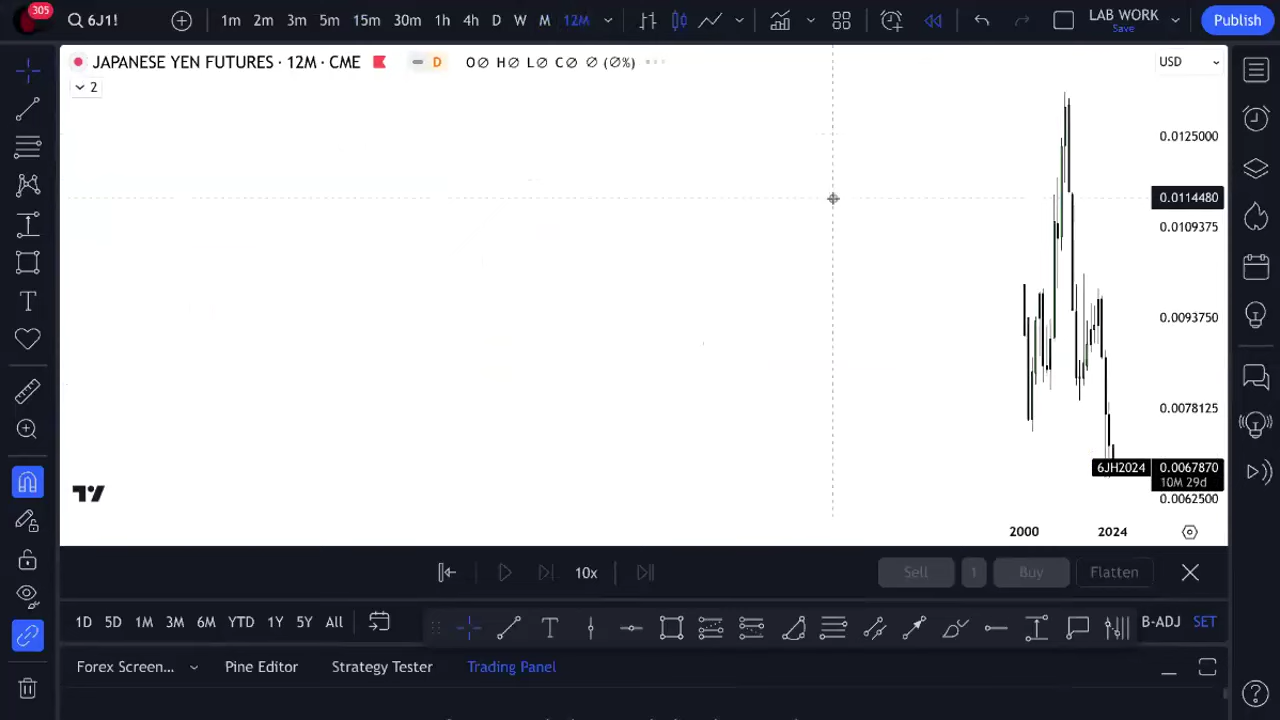 305
6J1!
1m 2m 3m 5m 15m 30m 1h 4h D W M 12M
LAB WORK
Save
Publish
JAPANESE YEN FUTURES · 12M · CME
D
O∅ H∅ L∅ C∅ ∅ (∅%)
USD
2
0.0125000
0.0114480
0.0109375
0.0093750
0.0078125
6JH2024 0.0067870
10M 29d
0.0062500
2000 2024
10x
Sell 1 Buy Flatten
1D 5D 1M 3M 6M YTD 1Y 5Y All
B-ADJ SET
Forex Screen... Pine Editor Strategy Tester Trading Panel